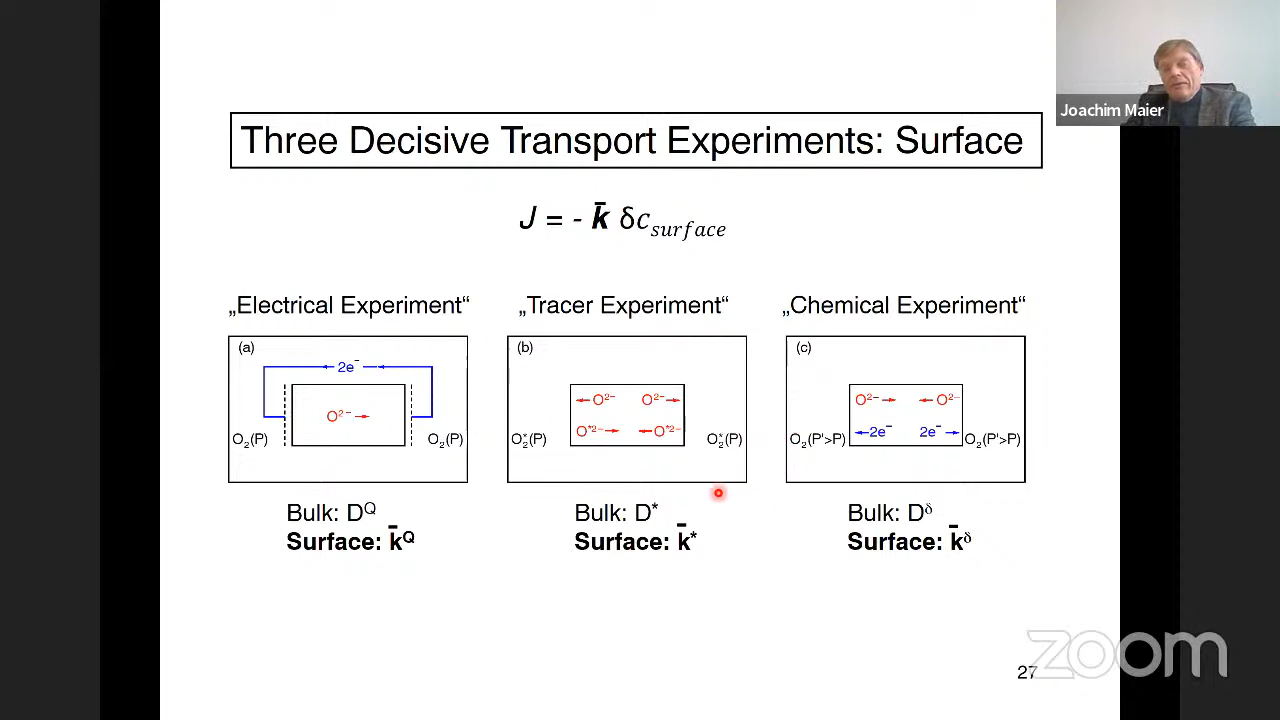 Joachim Maier
Three Decisive Transport Experiments: Surface
J = - k̄ δc_surface
„Electrical Experiment“ „Tracer Experiment“ „Chemical Experiment“
(a)
2e⁻
O²⁻
O₂(P) O₂(P)
(b)
O²⁻ O²⁻
O*²⁻ O*²⁻
O₂*(P) O₂*(P)
(c)
O²⁻ O²⁻
2e⁻ 2e⁻
O₂(P'>P) O₂(P'>P)
Bulk: D^Q
Surface: k̄^Q
Bulk: D*
Surface: k̄*
Bulk: D^δ
Surface: k̄^δ
zoom
27